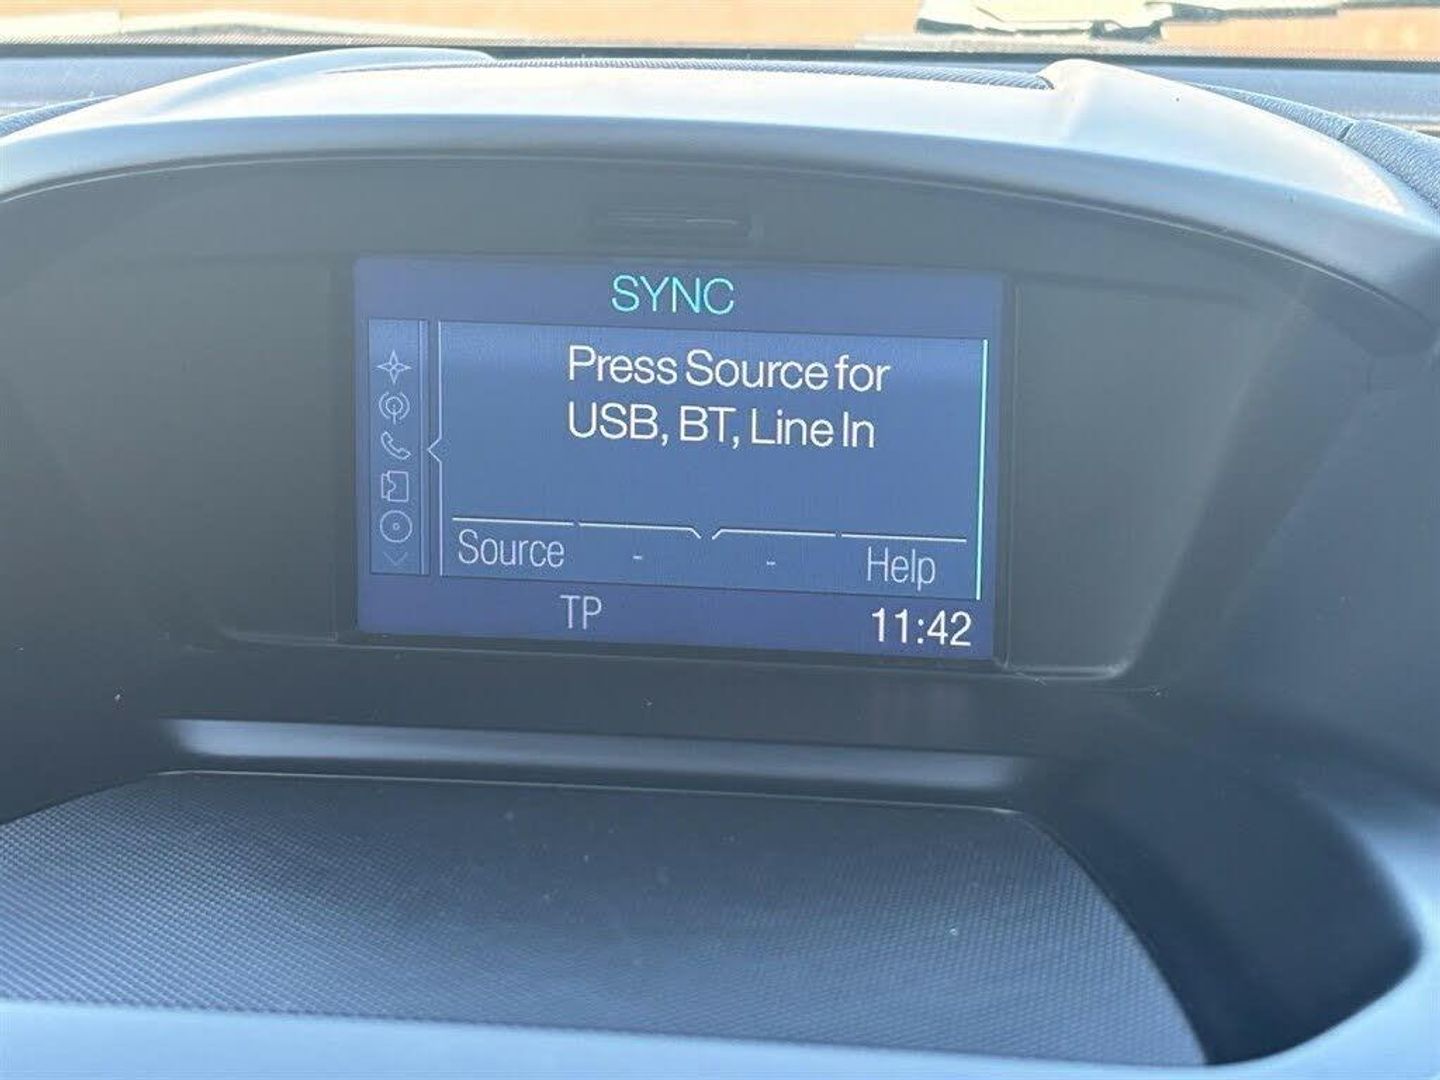 SYNC
Press Source for
USB, BT, Line In
Source - - Help
TP 11:42